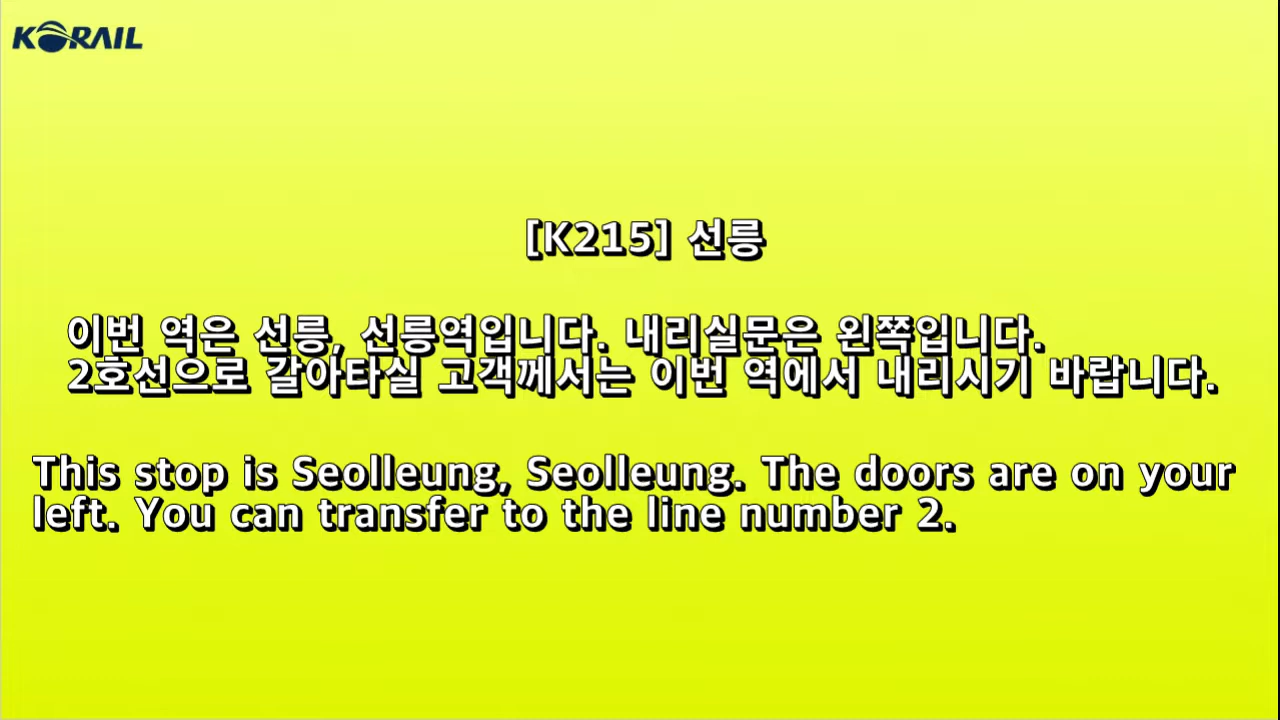 KORAIL
[K215] 선릉
이번 역은 선릉, 선릉역입니다. 내리실문은 왼쪽입니다.
2호선으로 갈아타실 고객께서는 이번 역에서 내리시기 바랍니다.
This stop is Seolleung, Seolleung. The doors are on your
left. You can transfer to the line number 2.